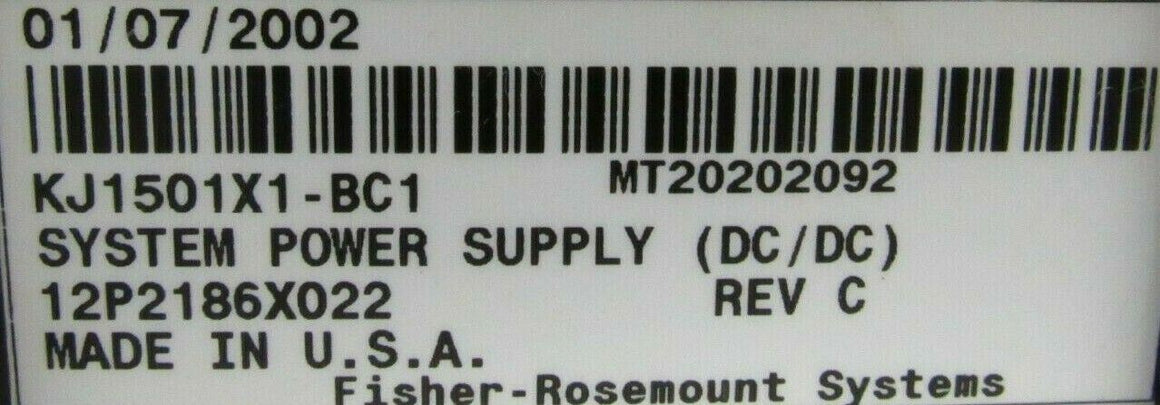 01/07/2002
MT20202092
KJ1501X1-BC1
SYSTEM POWER SUPPLY (DC/DC)
12P2186X022 REV C
MADE IN U.S.A.
Fisher-Rosemount Systems